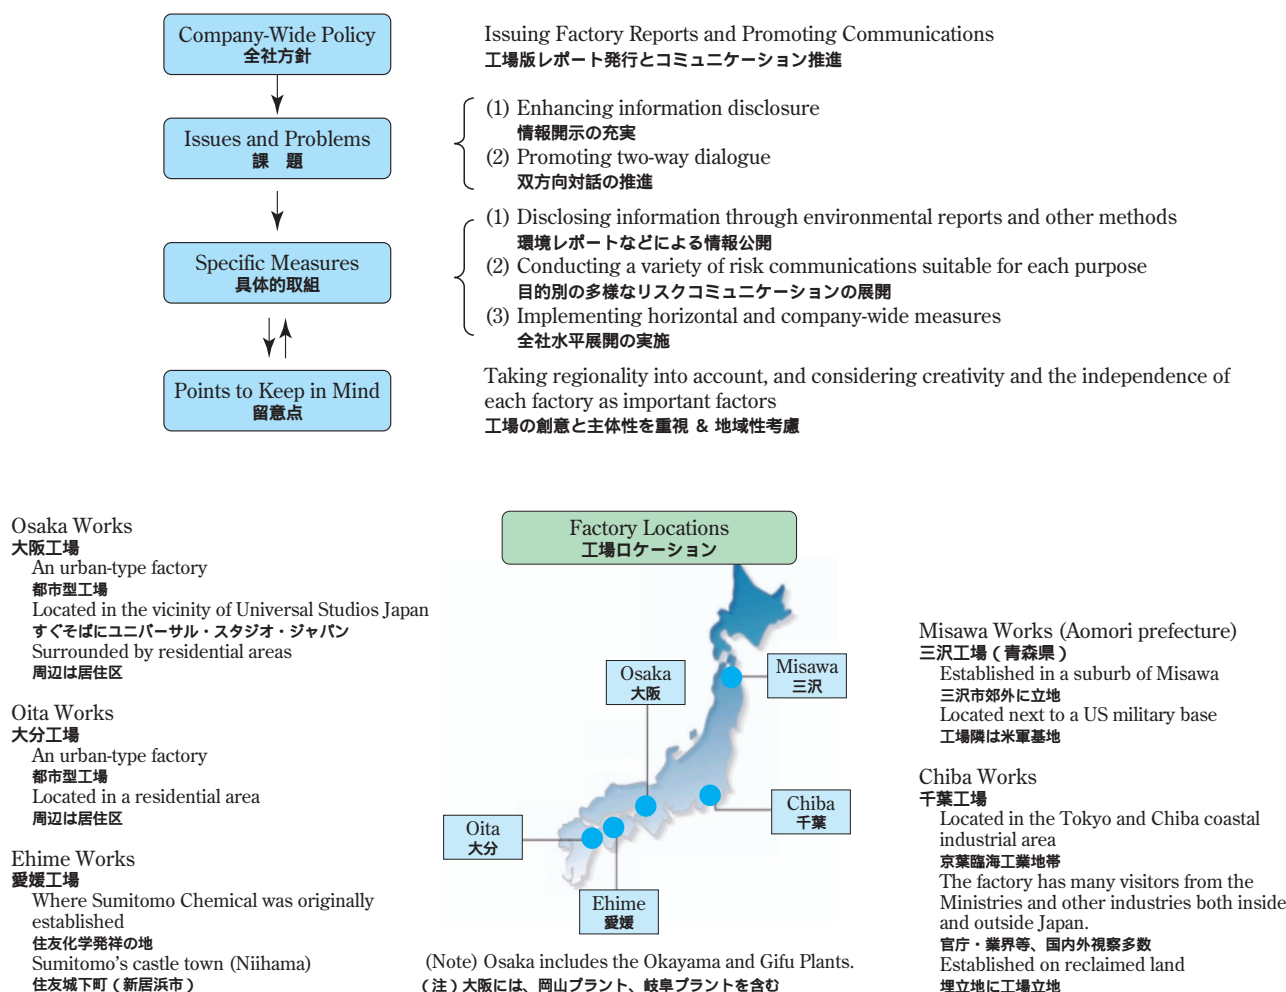 Company-Wide Policy
全社方針
Issuing Factory Reports and Promoting Communications
工場版レポート発行とコミュニケーション推進
Issues and Problems
課　題
(1) Enhancing information disclosure
情報開示の充実
(2) Promoting two-way dialogue
双方向対話の推進
Specific Measures
具体的取組
(1) Disclosing information through environmental reports and other methods
環境レポートなどによる情報公開
(2) Conducting a variety of risk communications suitable for each purpose
目的別の多様なリスクコミュニケーションの展開
(3) Implementing horizontal and company-wide measures
全社水平展開の実施
Points to Keep in Mind
留意点
Taking regionality into account, and considering creativity and the independence of
each factory as important factors
工場の創意と主体性を重視 & 地域性考慮
Osaka Works
大阪工場
An urban-type factory
都市型工場
Located in the vicinity of Universal Studios Japan
すぐそばにユニバーサル・スタジオ・ジャパン
Surrounded by residential areas
周辺は居住区
Oita Works
大分工場
An urban-type factory
都市型工場
Located in a residential area
周辺は居住区
Ehime Works
愛媛工場
Where Sumitomo Chemical was originally
established
住友化学発祥の地
Sumitomo's castle town (Niihama)
住友城下町（新居浜市）
Factory Locations
工場ロケーション
Osaka
大阪
Misawa
三沢
Chiba
千葉
Oita
大分
Ehime
愛媛
(Note) Osaka includes the Okayama and Gifu Plants.
（注）大阪には、岡山プラント、岐阜プラントを含む
Misawa Works (Aomori prefecture)
三沢工場（青森県）
Established in a suburb of Misawa
三沢市郊外に立地
Located next to a US military base
工場隣は米軍基地
Chiba Works
千葉工場
Located in the Tokyo and Chiba coastal
industrial area
京葉臨海工業地帯
The factory has many visitors from the
Ministries and other industries both inside
and outside Japan.
官庁・業界等、国内外視察多数
Established on reclaimed land
埋立地に工場立地